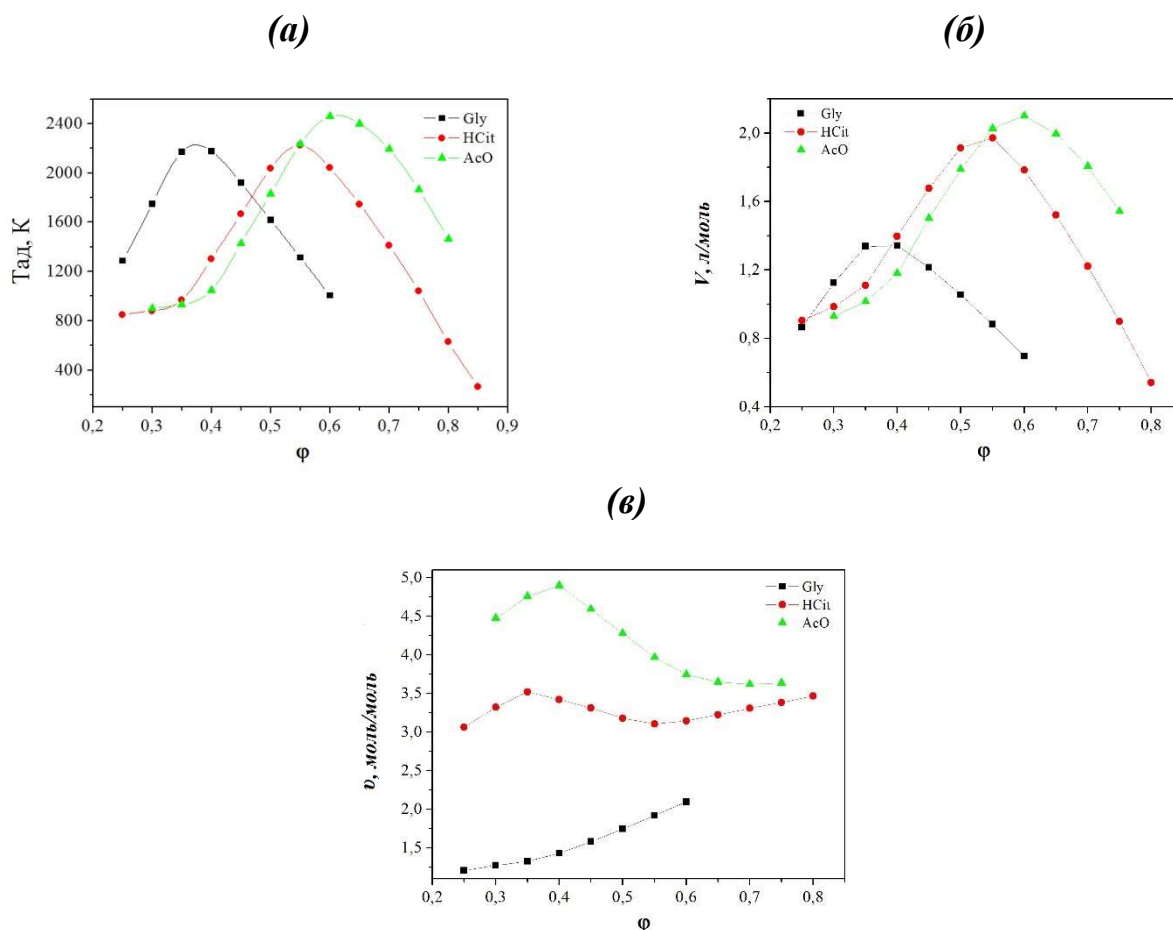 (а)
Тад, К
2400
2000
1600
1200
800
400
0,2
0,3
0,4
0,5
0,6
0,7
0,8
0,9
φ
Gly
HCit
AcO
(б)
V, л/моль
2,0
1,6
1,2
0,8
0,4
0,2
0,3
0,4
0,5
0,6
0,7
0,8
φ
Gly
HCit
AcO
(в)
υ, моль/моль
5,0
4,5
4,0
3,5
3,0
2,5
2,0
1,5
0,2
0,3
0,4
0,5
0,6
0,7
0,8
φ
Gly
HCit
AcO